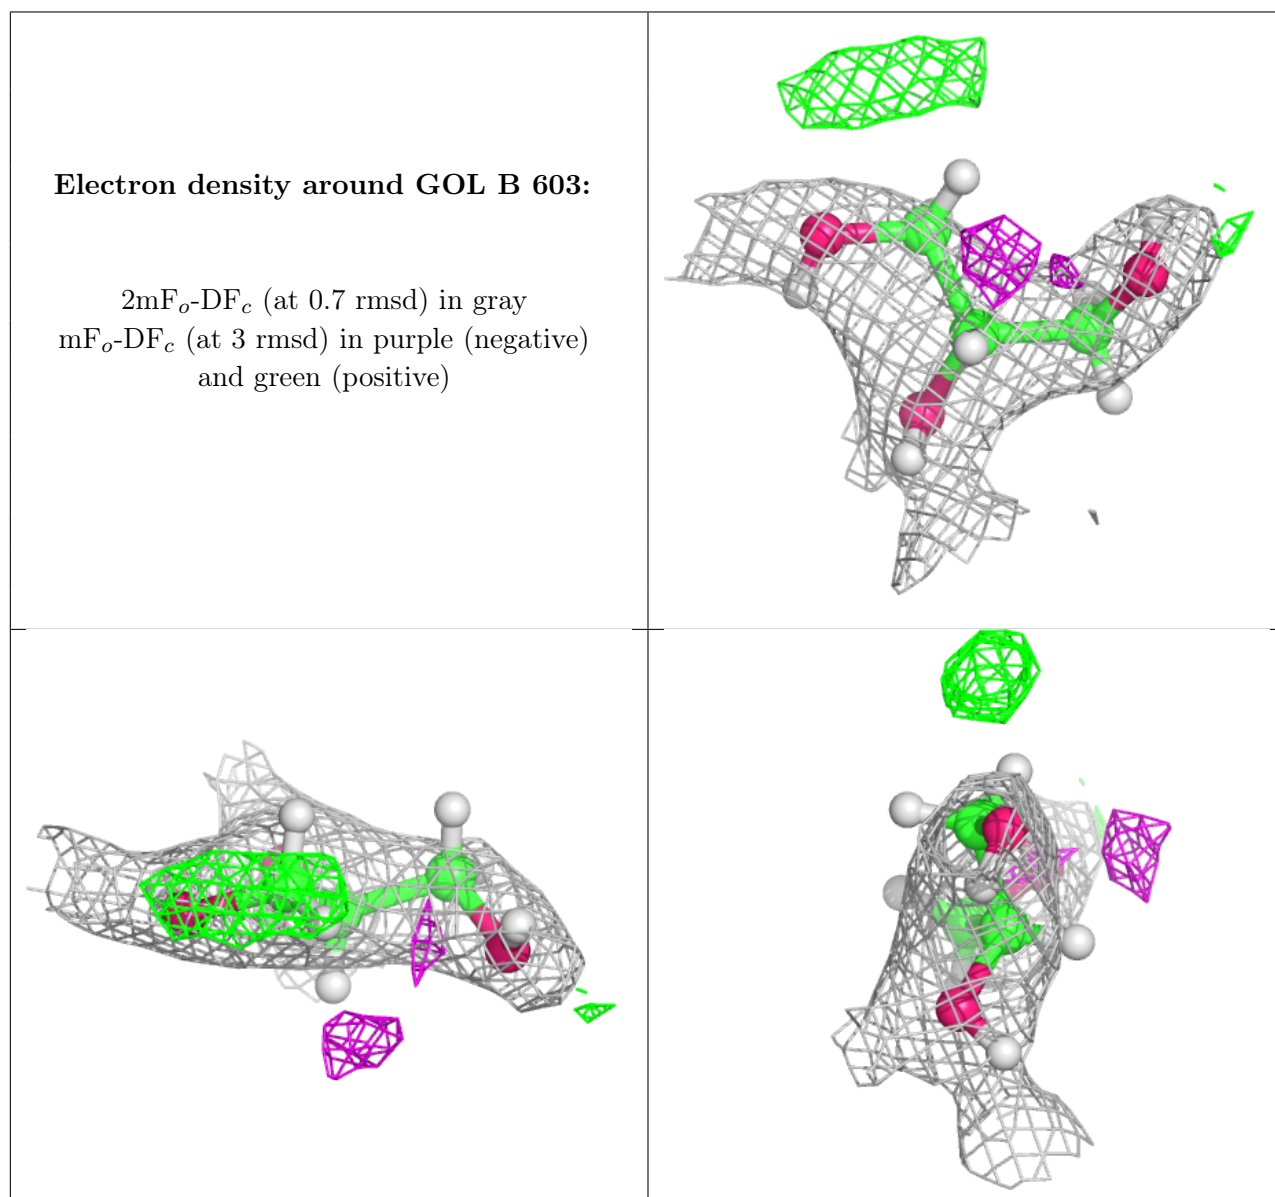 Electron density around GOL B 603:
2mFₒ-DF𝒸 (at 0.7 rmsd) in gray
mFₒ-DF𝒸 (at 3 rmsd) in purple (negative)
and green (positive)